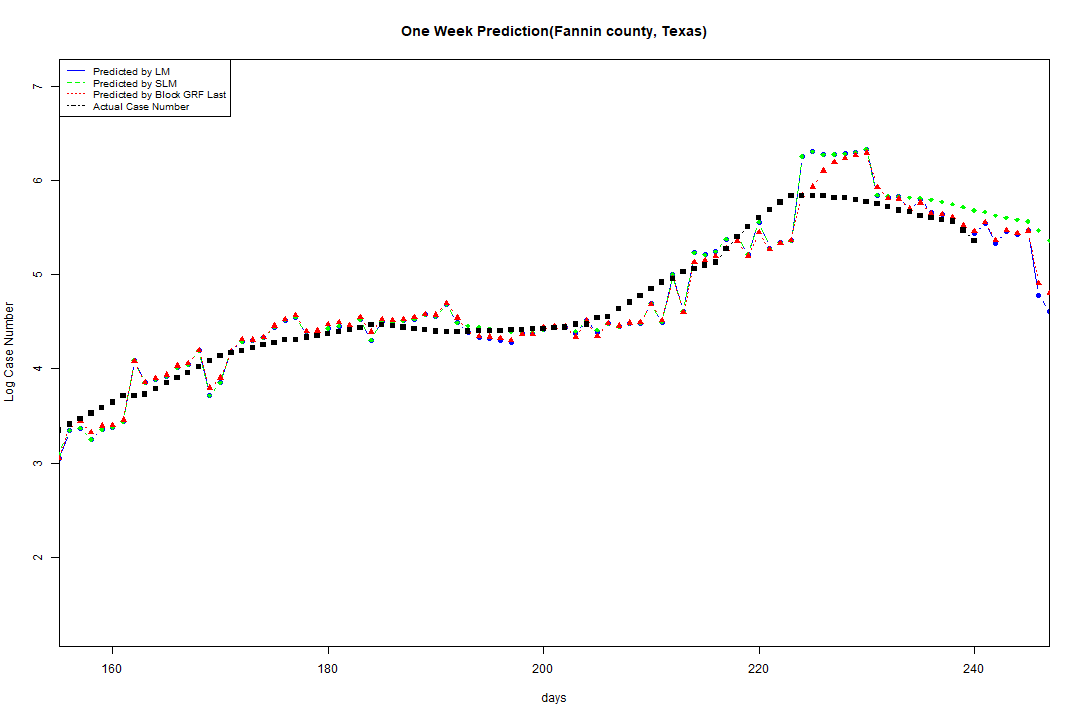 One Week Prediction(Fannin county, Texas)
Predicted by LM
Predicted by SLM
Predicted by Block GRF Last
Actual Case Number
7
6
5
4
3
2
Log Case Number
160 180 200 220 240
days